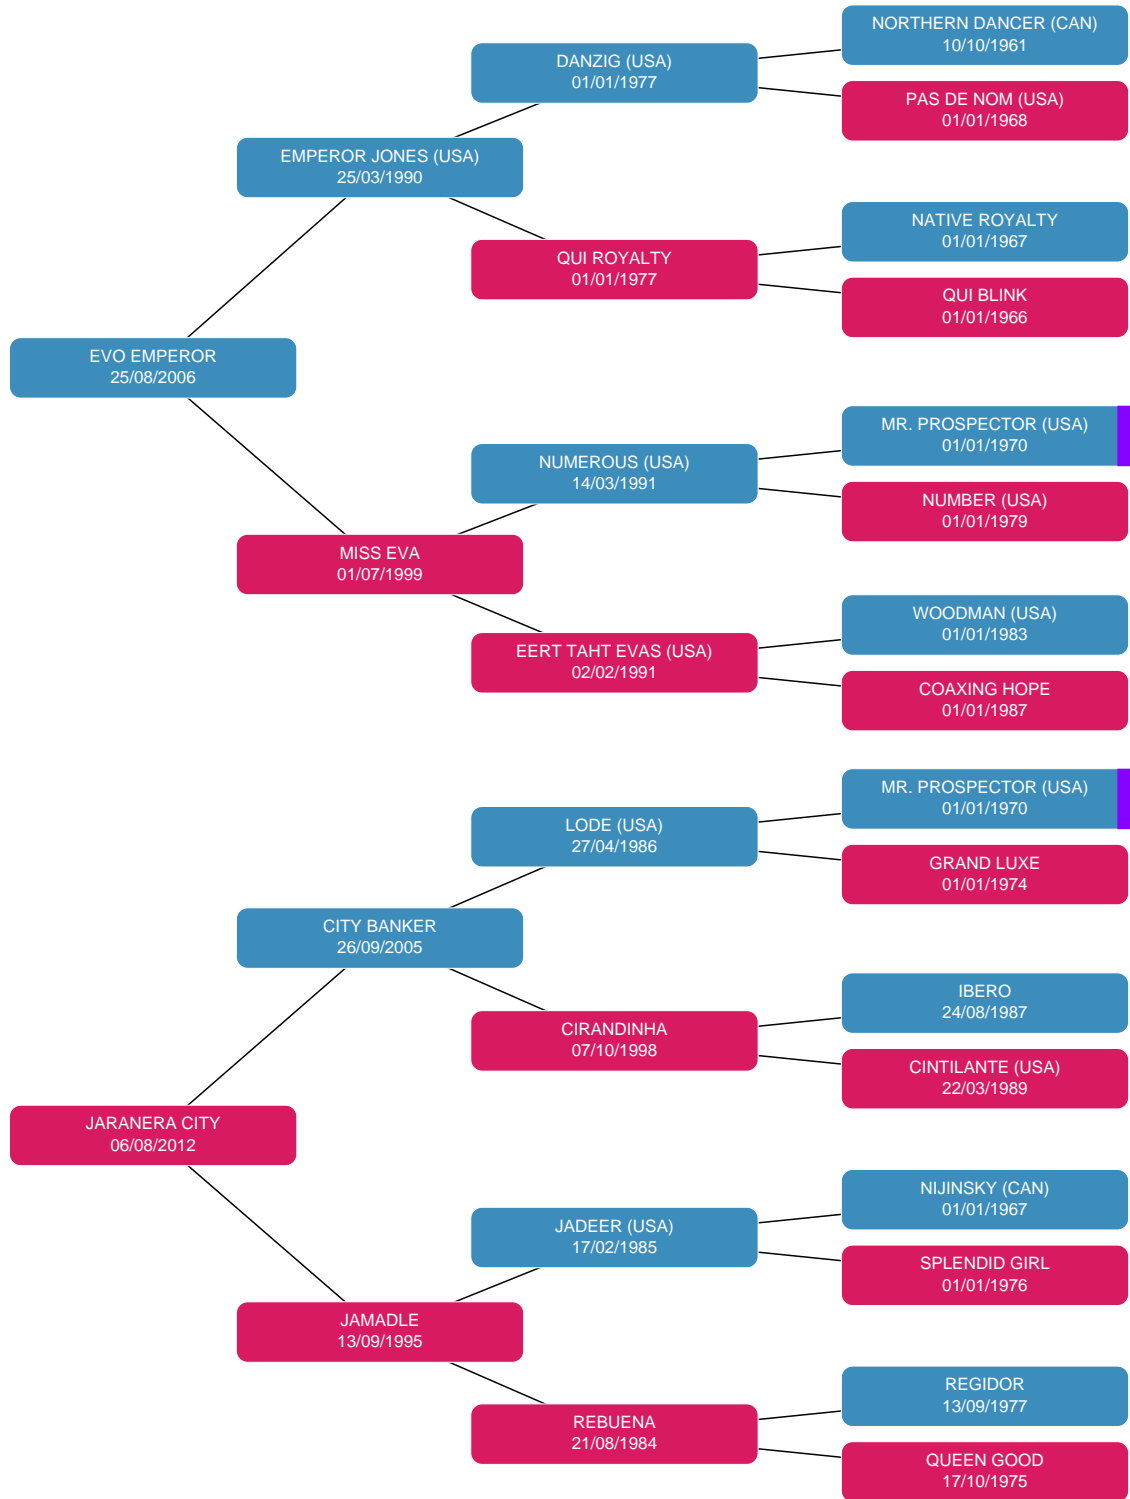 NORTHERN DANCER (CAN)
10/10/1961
DANZIG (USA)
01/01/1977
PAS DE NOM (USA)
01/01/1968
EMPEROR JONES (USA)
25/03/1990
NATIVE ROYALTY
01/01/1967
QUI ROYALTY
01/01/1977
QUI BLINK
01/01/1966
EVO EMPEROR
25/08/2006
MR. PROSPECTOR (USA)
01/01/1970
NUMEROUS (USA)
14/03/1991
NUMBER (USA)
01/01/1979
MISS EVA
01/07/1999
WOODMAN (USA)
01/01/1983
EERT TAHT EVAS (USA)
02/02/1991
COAXING HOPE
01/01/1987
MR. PROSPECTOR (USA)
01/01/1970
LODE (USA)
27/04/1986
GRAND LUXE
01/01/1974
CITY BANKER
26/09/2005
IBERO
24/08/1987
CIRANDINHA
07/10/1998
CINTILANTE (USA)
22/03/1989
JARANERA CITY
06/08/2012
NIJINSKY (CAN)
01/01/1967
JADEER (USA)
17/02/1985
SPLENDID GIRL
01/01/1976
JAMADLE
13/09/1995
REGIDOR
13/09/1977
REBUENA
21/08/1984
QUEEN GOOD
17/10/1975